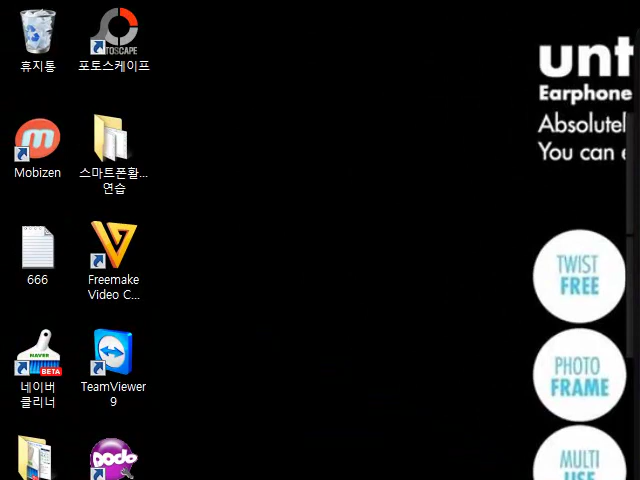 휴지통
포토스케이프
Mobizen
스마트폰활...
연습
666
Freemake
Video C...
NAVER
BETA
네이버
클리너
TeamViewer
9
Dodo
unt
Earphone
Absolutel
You can
TWIST
FREE
PHOTO
FRAME
MULTI
USE